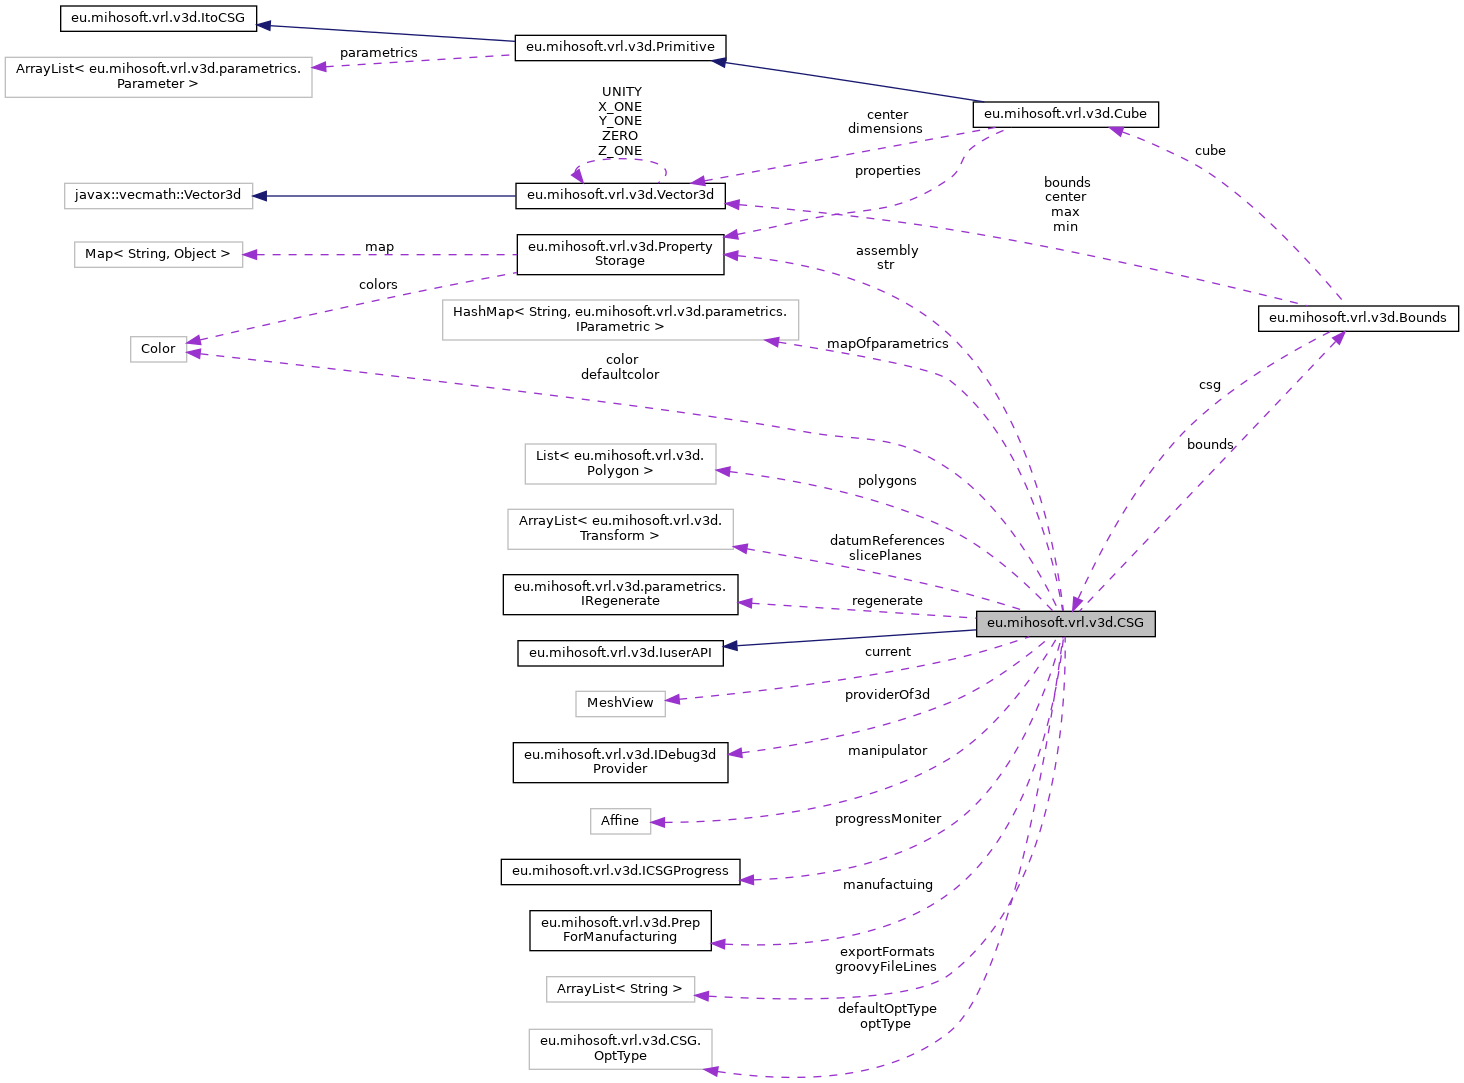 eu.mihosoft.vrl.v3d.ItoCSG
eu.mihosoft.vrl.v3d.Primitive
parametrics
ArrayList< eu.mihosoft.vrl.v3d.parametrics.
Parameter >
UNITY
X_ONE
Y_ONE
ZERO
Z_ONE
eu.mihosoft.vrl.v3d.Cube
center
dimensions
cube
properties
javax::vecmath::Vector3d
eu.mihosoft.vrl.v3d.Vector3d
bounds
center
max
min
map
Map< String, Object >
eu.mihosoft.vrl.v3d.Property
Storage
assembly
str
colors
HashMap< String, eu.mihosoft.vrl.v3d.parametrics.
IParametric >
eu.mihosoft.vrl.v3d.Bounds
Color
mapOfparametrics
color
defaultcolor
csg
bounds
List< eu.mihosoft.vrl.v3d.
Polygon >
polygons
ArrayList< eu.mihosoft.vrl.v3d.
Transform >
datumReferences
slicePlanes
eu.mihosoft.vrl.v3d.parametrics.
IRegenerate
regenerate
eu.mihosoft.vrl.v3d.CSG
eu.mihosoft.vrl.v3d.IuserAPI
current
MeshView
providerOf3d
eu.mihosoft.vrl.v3d.IDebug3d
Provider
manipulator
Affine
progressMoniter
eu.mihosoft.vrl.v3d.ICSGProgress
manufactuing
eu.mihosoft.vrl.v3d.Prep
ForManufacturing
exportFormats
groovyFileLines
ArrayList< String >
defaultOptType
optType
eu.mihosoft.vrl.v3d.CSG.
OptType